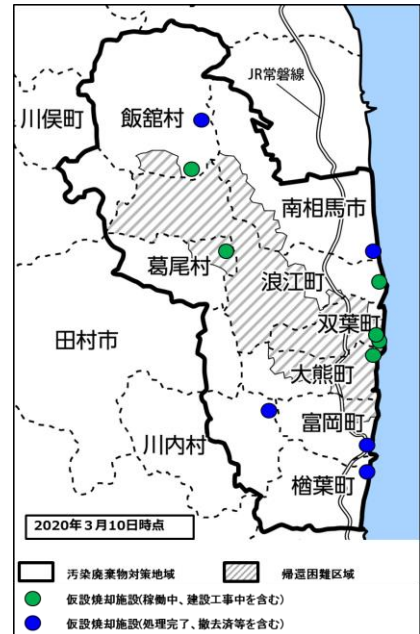 JR常磐線
川俣町
飯舘村
南相馬市
葛尾村
浪江町
双葉町
田村市
大熊町
富岡町
川内村
楢葉町
2020年3月10日時点
汚染廃棄物対策地域
帰還困難区域
仮設焼却施設(稼働中、建設工事中を含む)
仮設焼却施設(処理完了、撤去済等を含む)